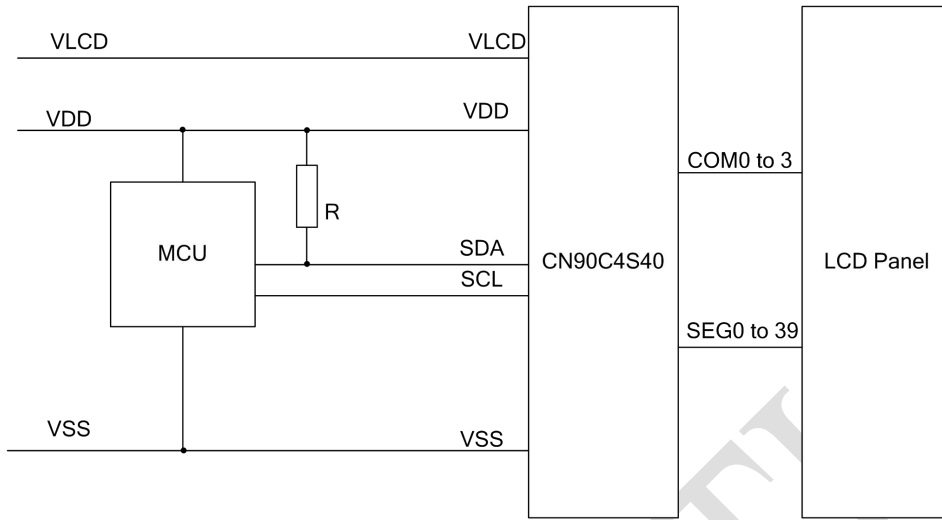 VLCD VLCD
VDD VDD
COM0 to 3
R
MCU SDA CN90C4S40 LCD Panel
SCL
SEG0 to 39
VSS VSS